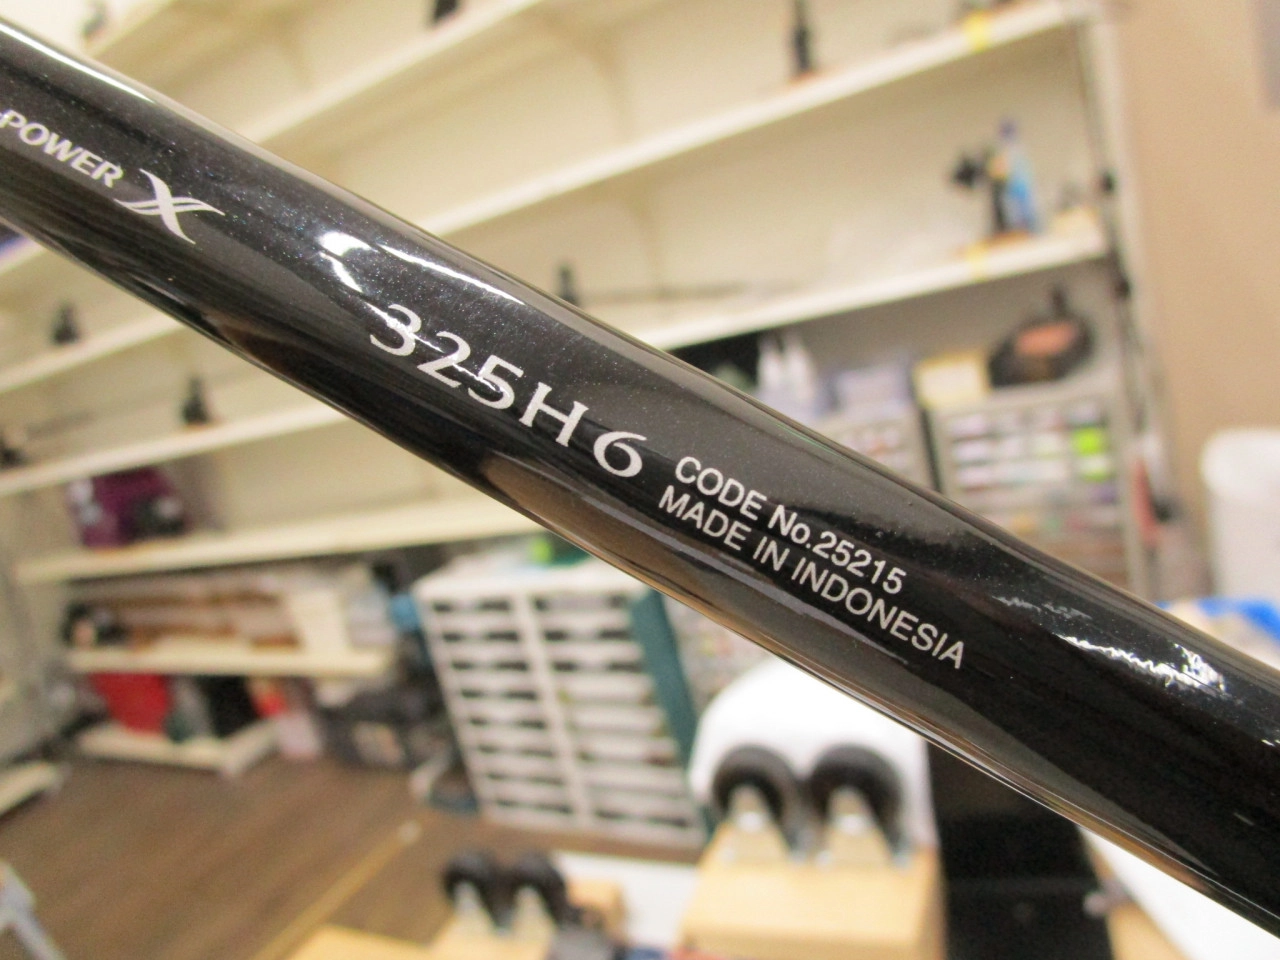 POWER X
325H6
CODE No.25215
MADE IN INDONESIA